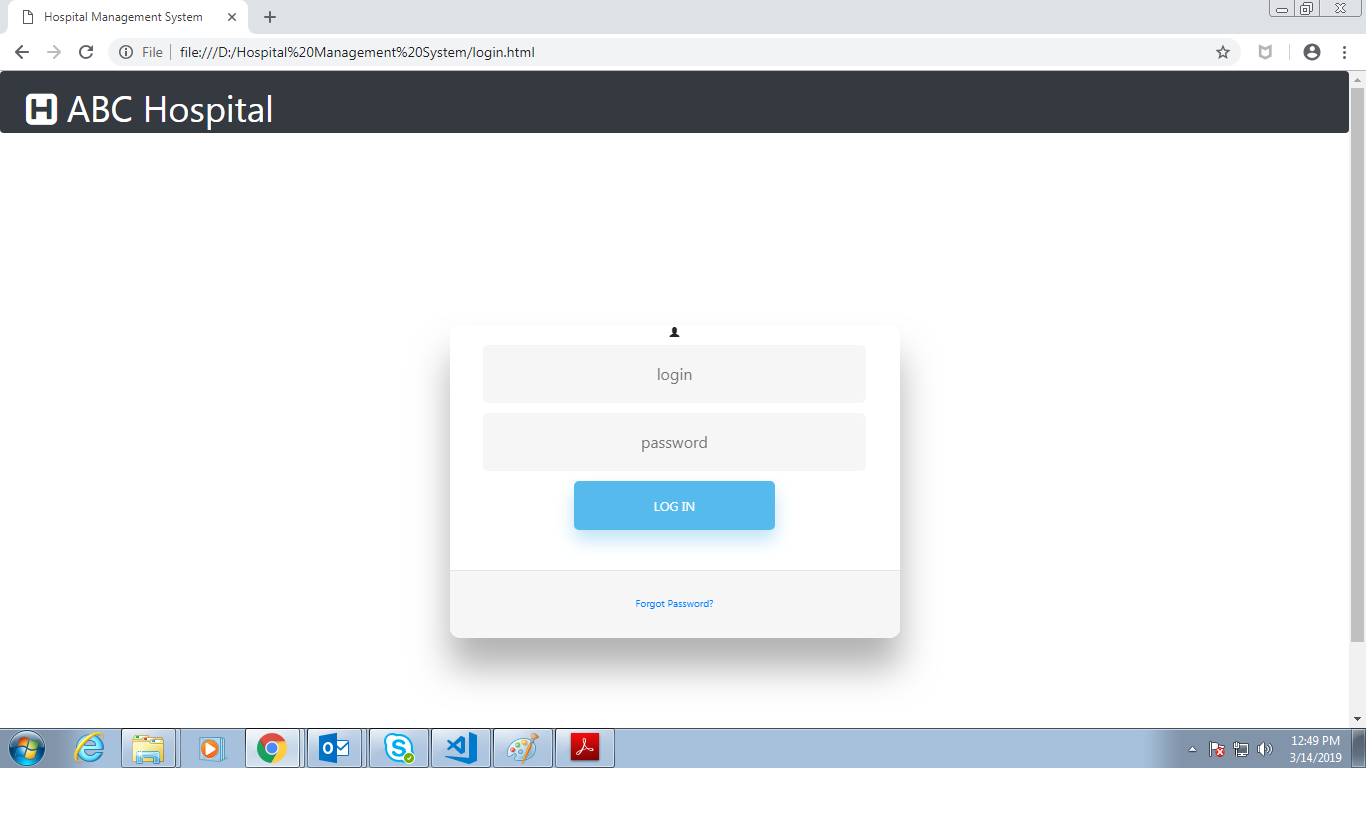 Hospital Management System
File file:///D:/Hospital%20Management%20System/login.html
H ABC Hospital
login
password
LOG IN
Forgot Password?
12:49 PM
3/14/2019